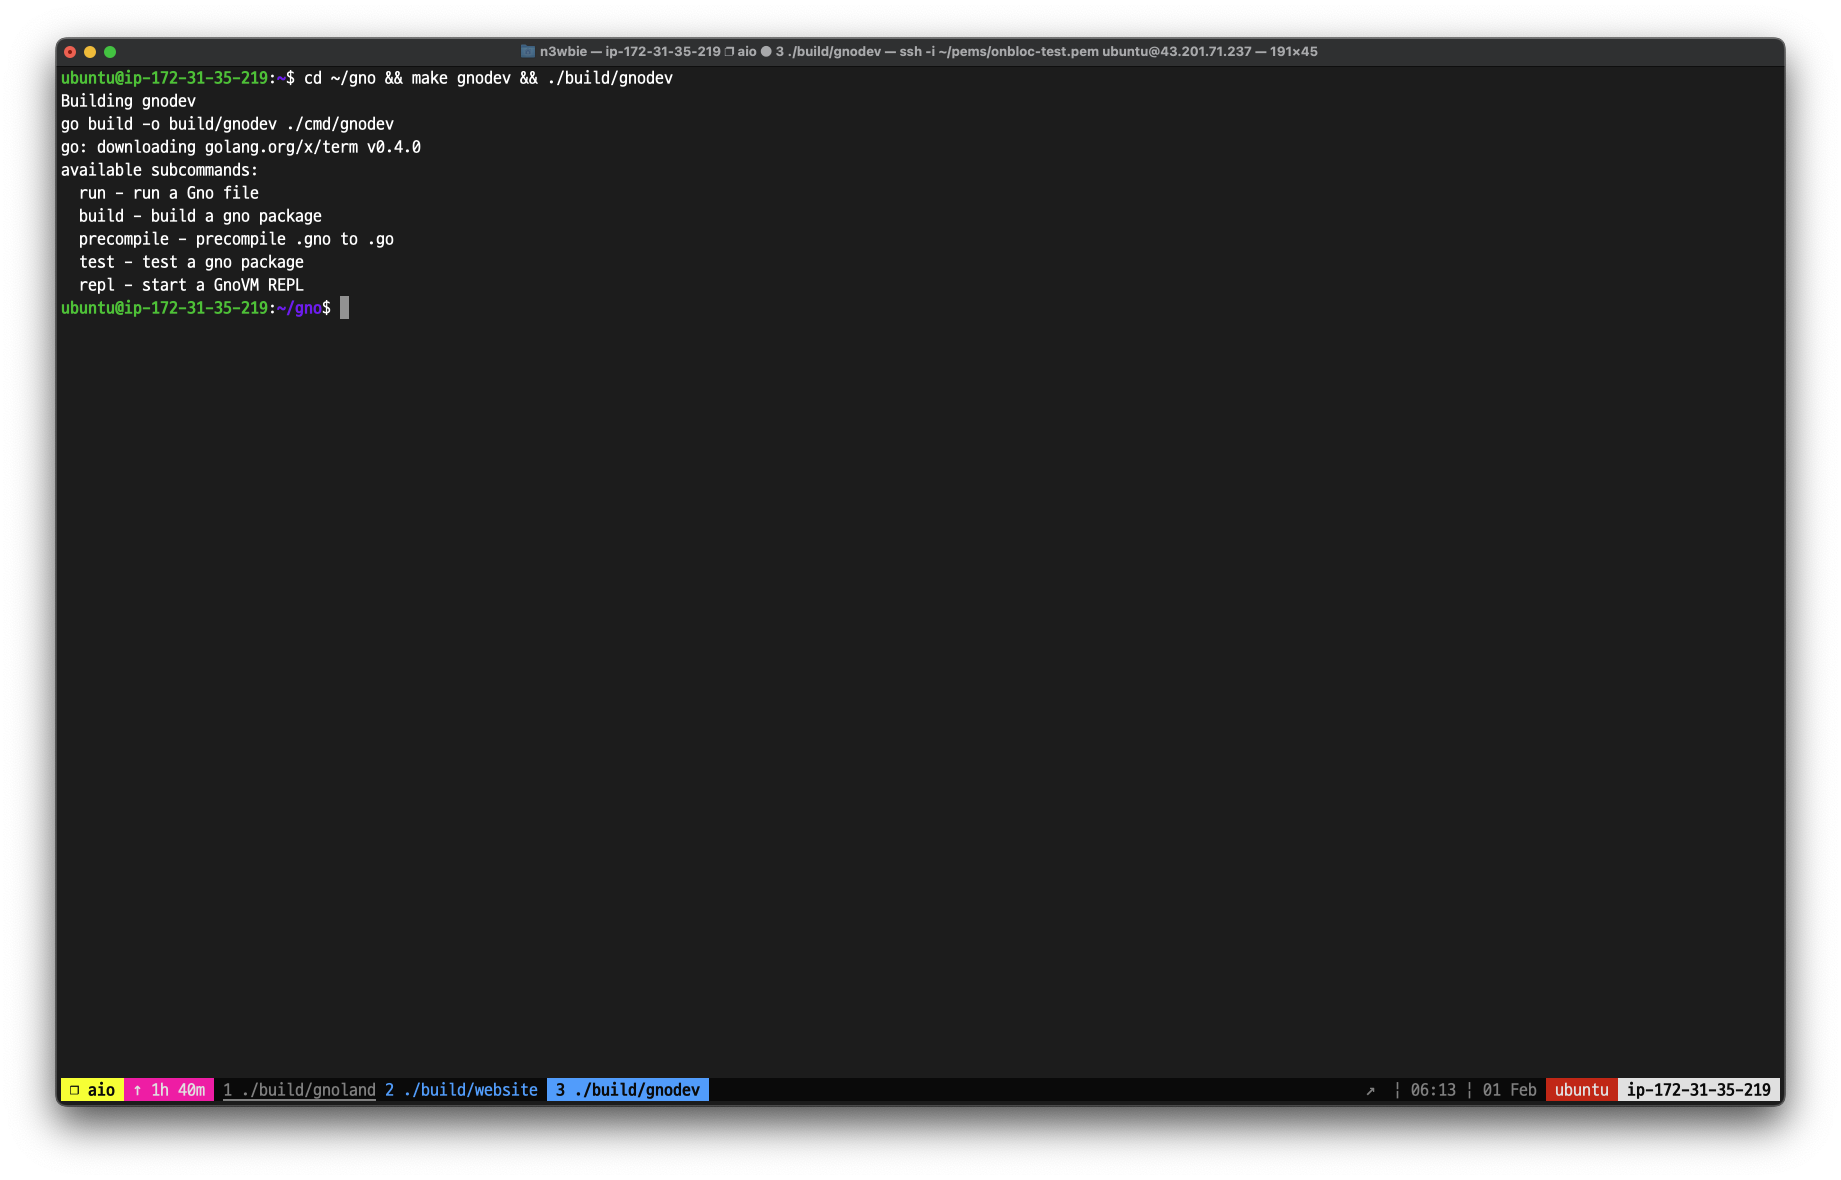 n3wbie — ip-172-31-35-219 ❐ aio ● 3 ./build/gnodev — ssh -i ~/pems/onbloc-test.pem ubuntu@43.201.71.237 — 191×45
ubuntu@ip-172-31-35-219:~$ cd ~/gno && make gnodev && ./build/gnodev
Building gnodev
go build -o build/gnodev ./cmd/gnodev
go: downloading golang.org/x/term v0.4.0
available subcommands:
  run - run a Gno file
  build - build a gno package
  precompile - precompile .gno to .go
  test - test a gno package
  repl - start a GnoVM REPL
ubuntu@ip-172-31-35-219:~/gno$
❐ aio ↑ 1h 40m 1 ./build/gnoland 2 ./build/website 3 ./build/gnodev ↗ ¦ 06:13 ¦ 01 Feb ubuntu ip-172-31-35-219